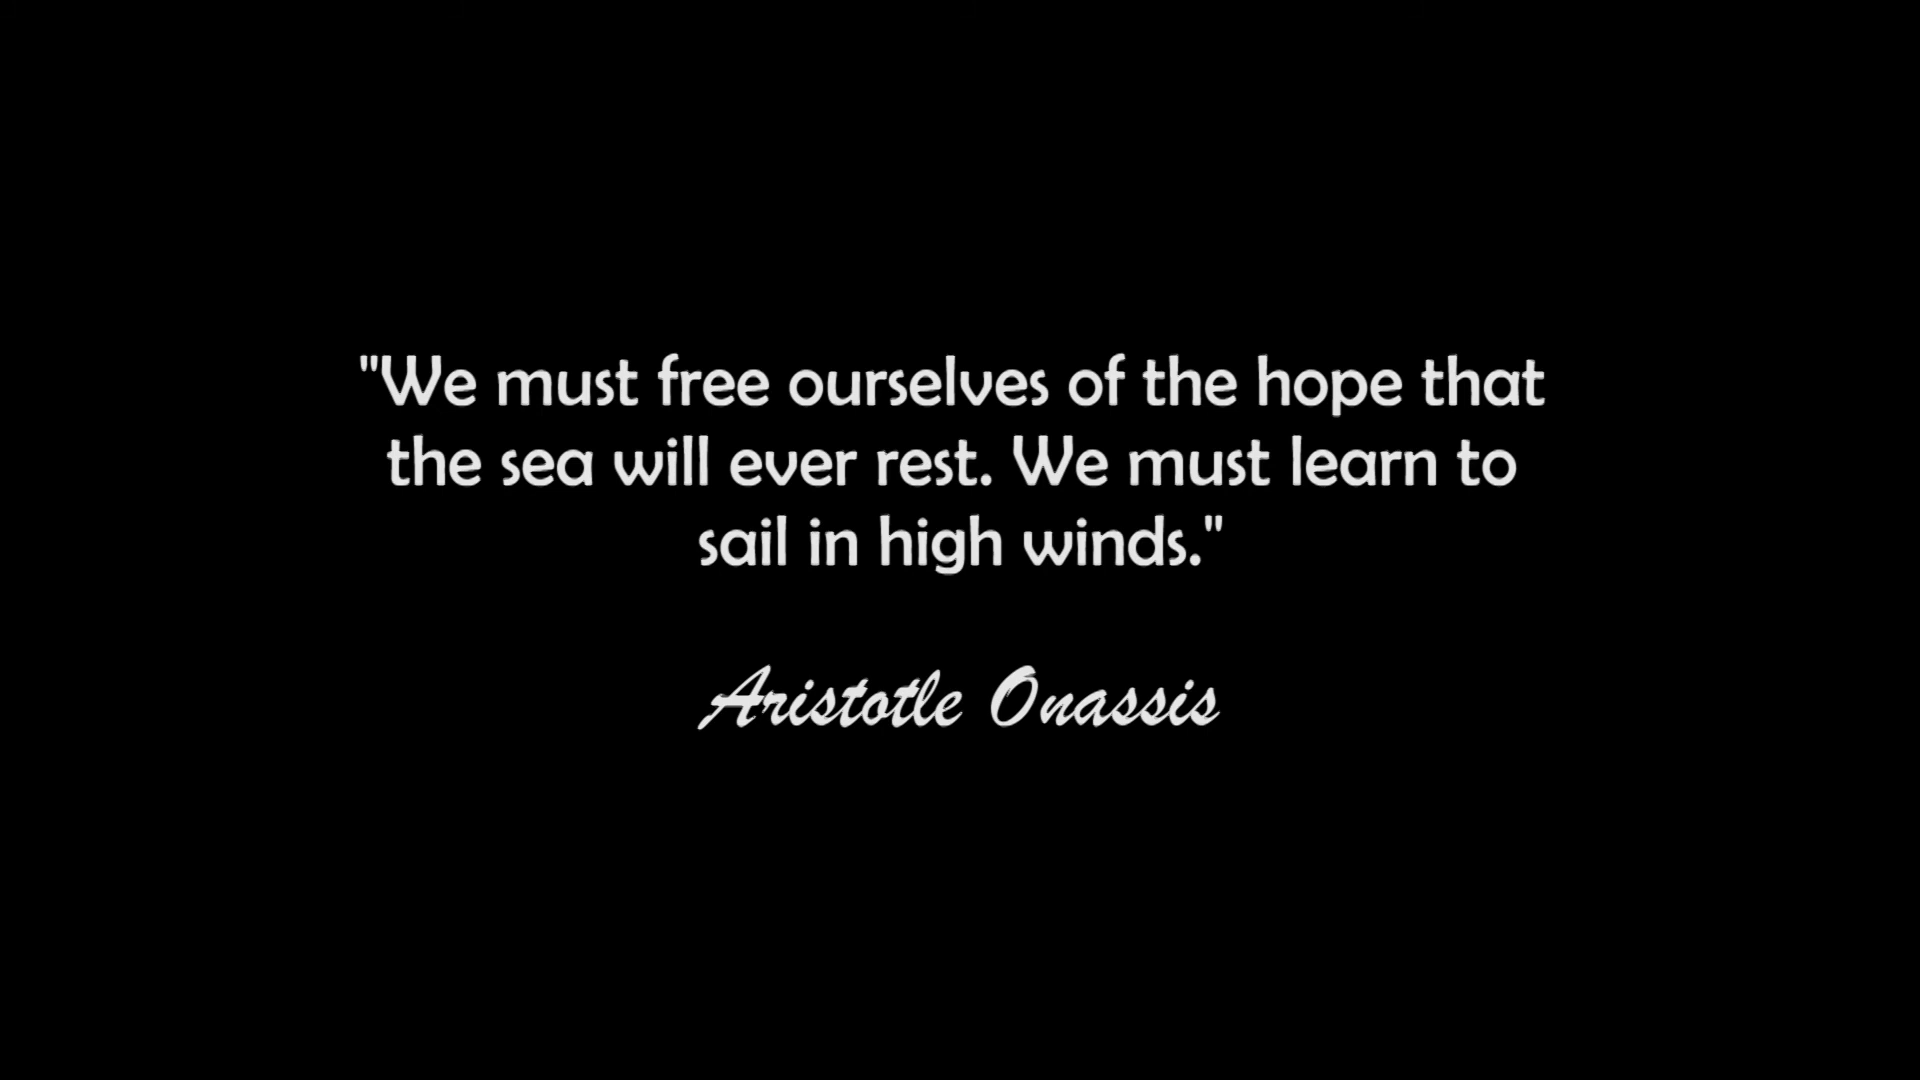 "We must free ourselves of the hope that
the sea will ever rest. We must learn to
sail in high winds."
Aristotle Onassis